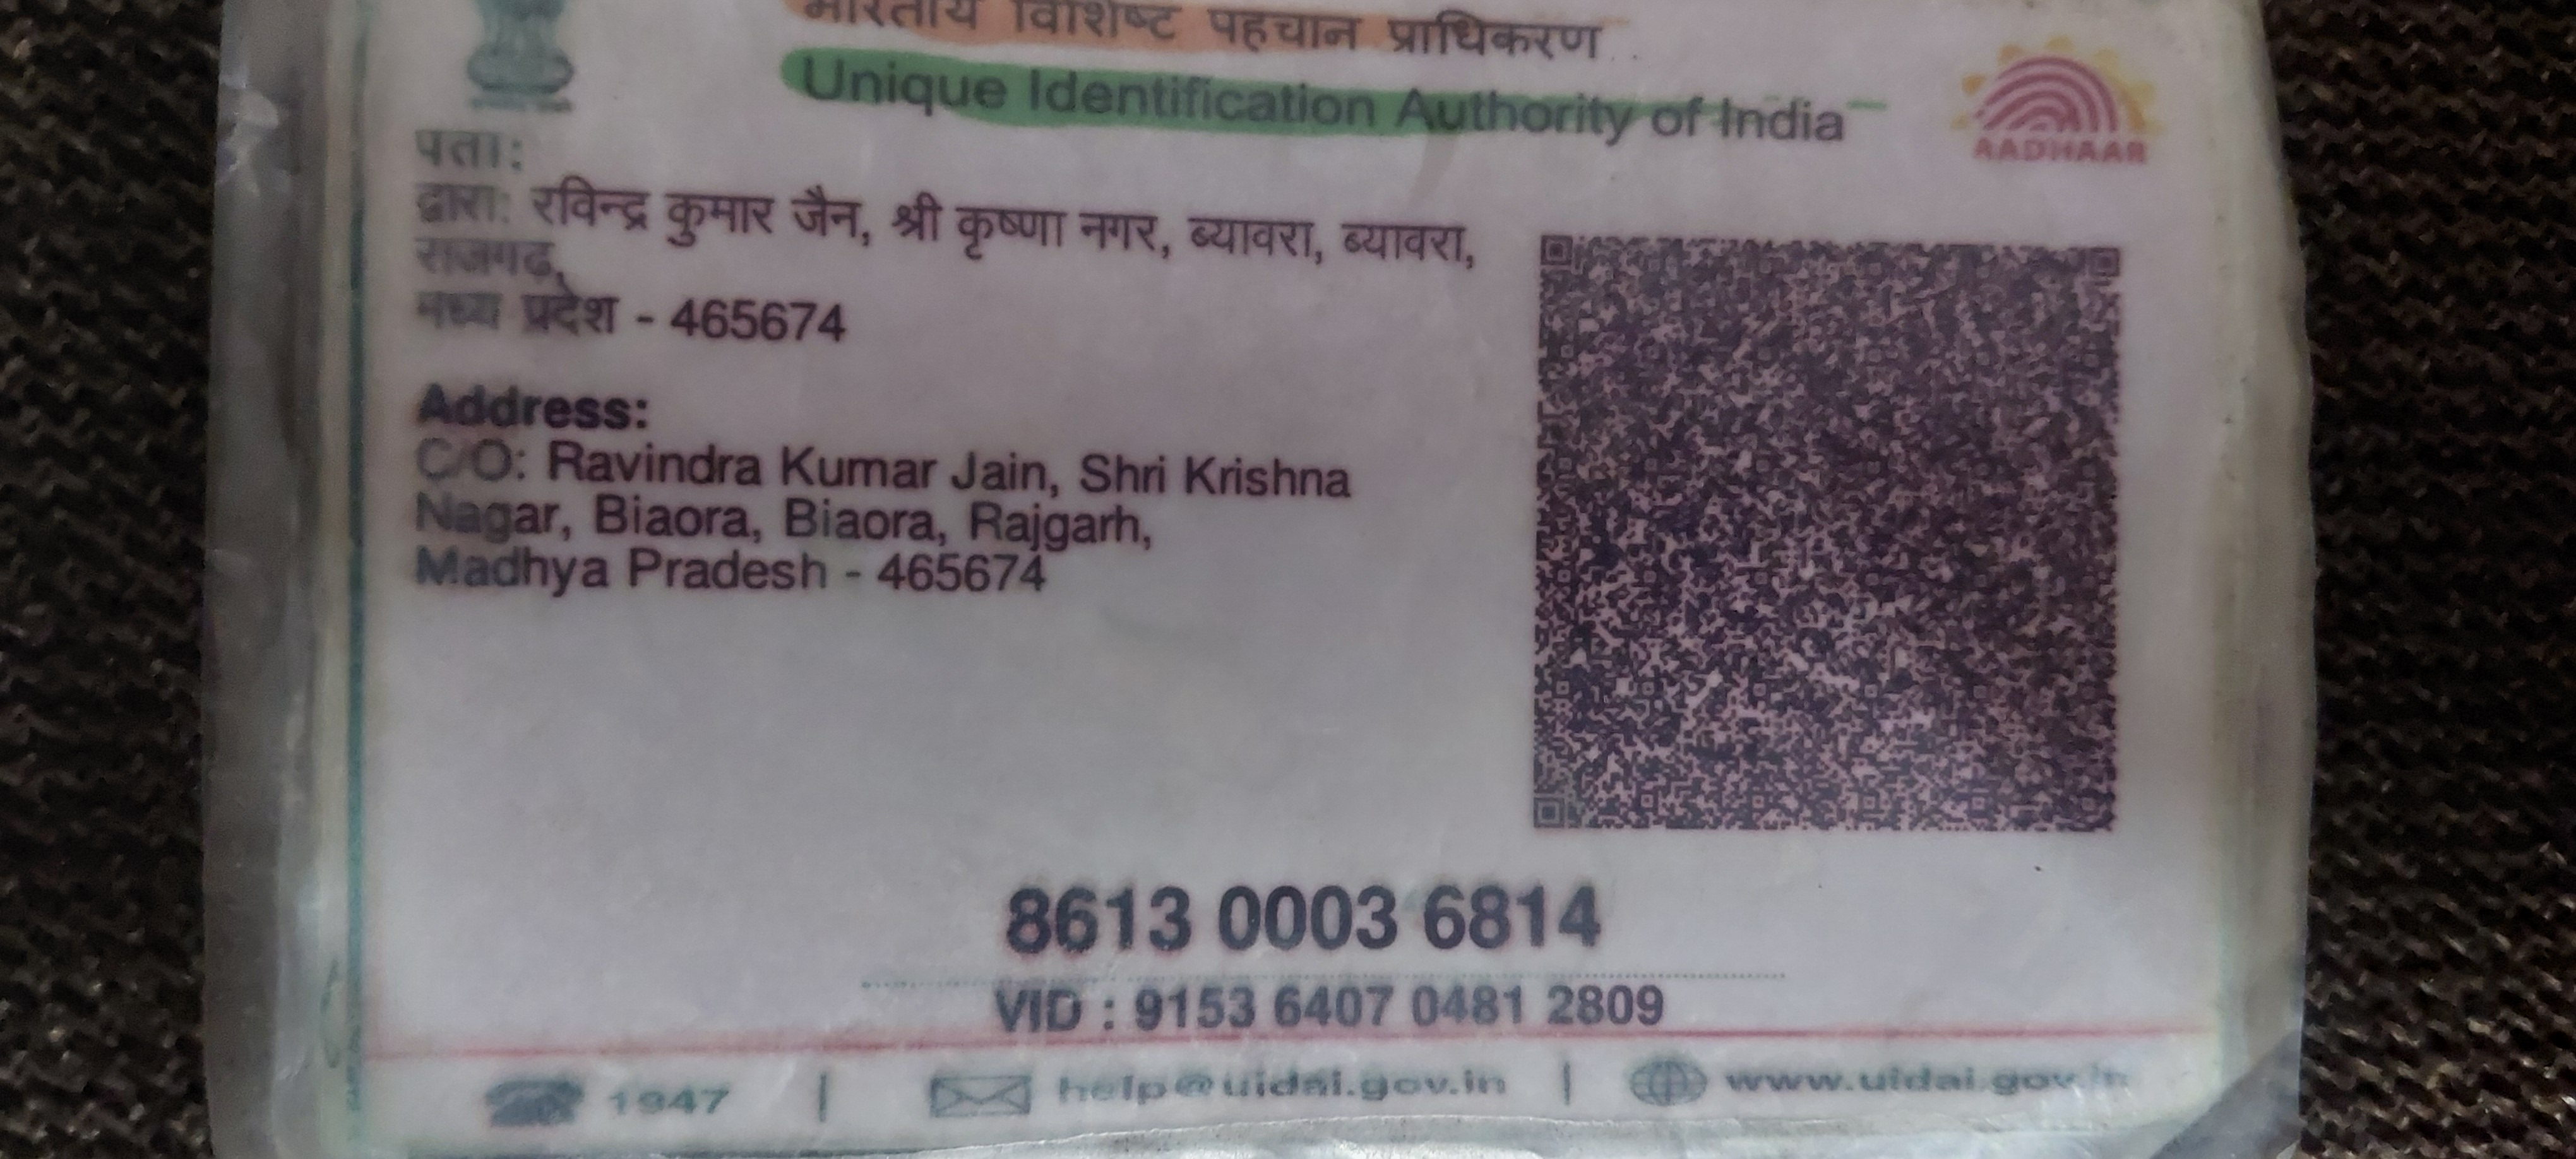 भारतीय विशिष्ट पहचान प्राधिकरण
Unique Identification Authority of India
AADHAAR
पता:
द्वारा: रविन्द्र कुमार जैन, श्री कृष्णा नगर, ब्यावरा, ब्यावरा,
राजगढ़,
मध्य प्रदेश - 465674
Address:
C/O: Ravindra Kumar Jain, Shri Krishna
Nagar, Biaora, Biaora, Rajgarh,
Madhya Pradesh - 465674
8613 0003 6814
VID : 9153 6407 0481 2809
1947 | help@uidai.gov.in | www.uidai.gov.in